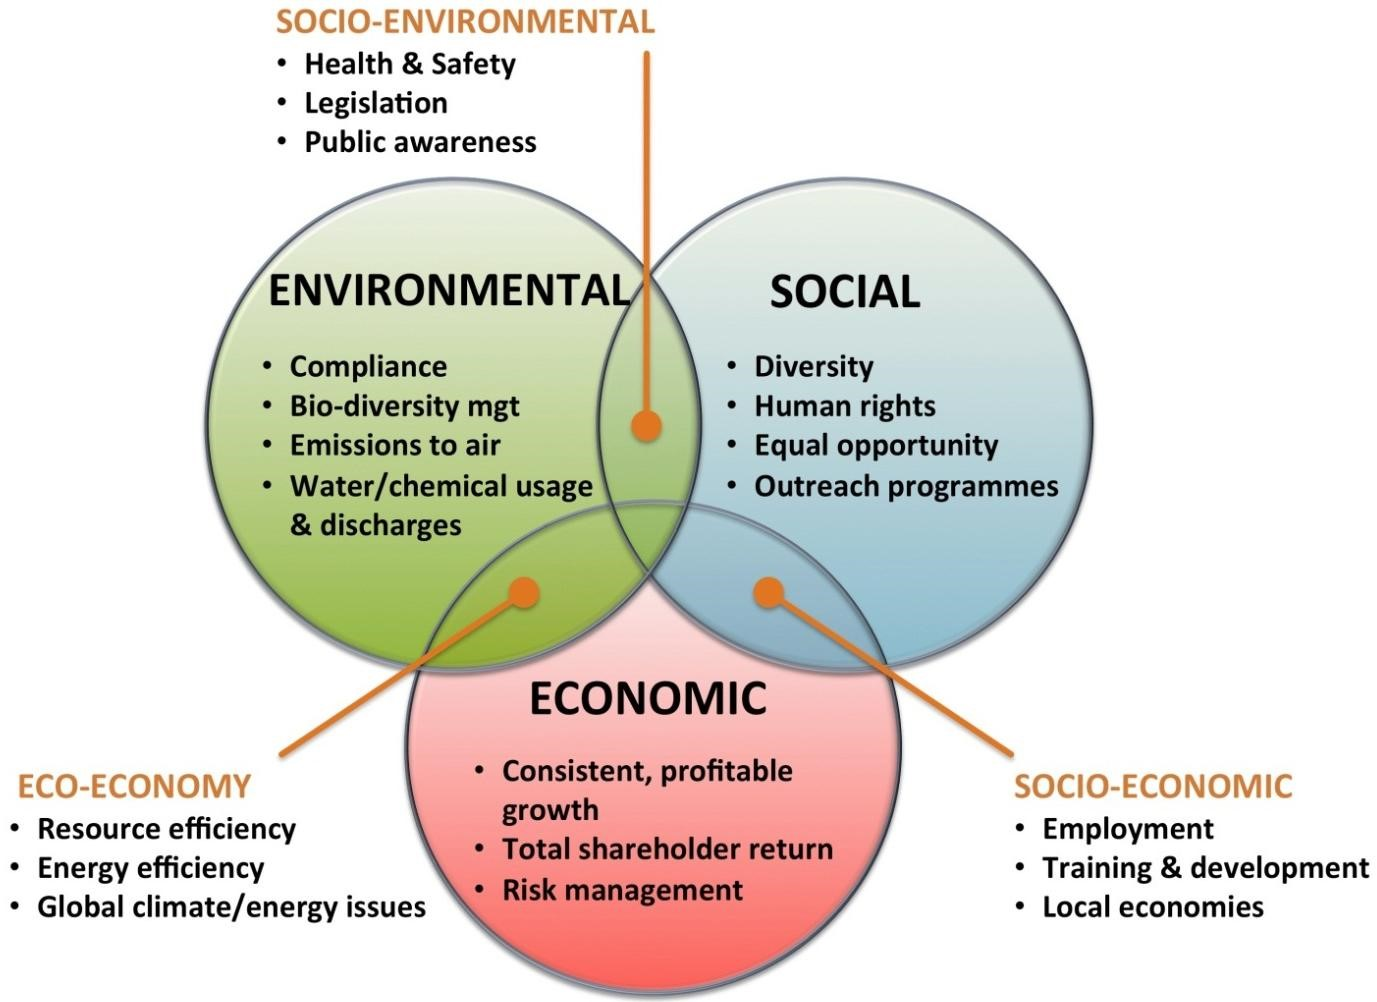 SOCIO-ENVIRONMENTAL
• Health & Safety
• Legislation
• Public awareness
ENVIRONMENTAL
• Compliance
• Bio-diversity mgt
• Emissions to air
• Water/chemical usage
& discharges
SOCIAL
• Diversity
• Human rights
• Equal opportunity
• Outreach programmes
ECONOMIC
• Consistent, profitable
growth
• Total shareholder return
• Risk management
ECO-ECONOMY
• Resource efficiency
• Energy efficiency
• Global climate/energy issues
SOCIO-ECONOMIC
• Employment
• Training & development
• Local economies